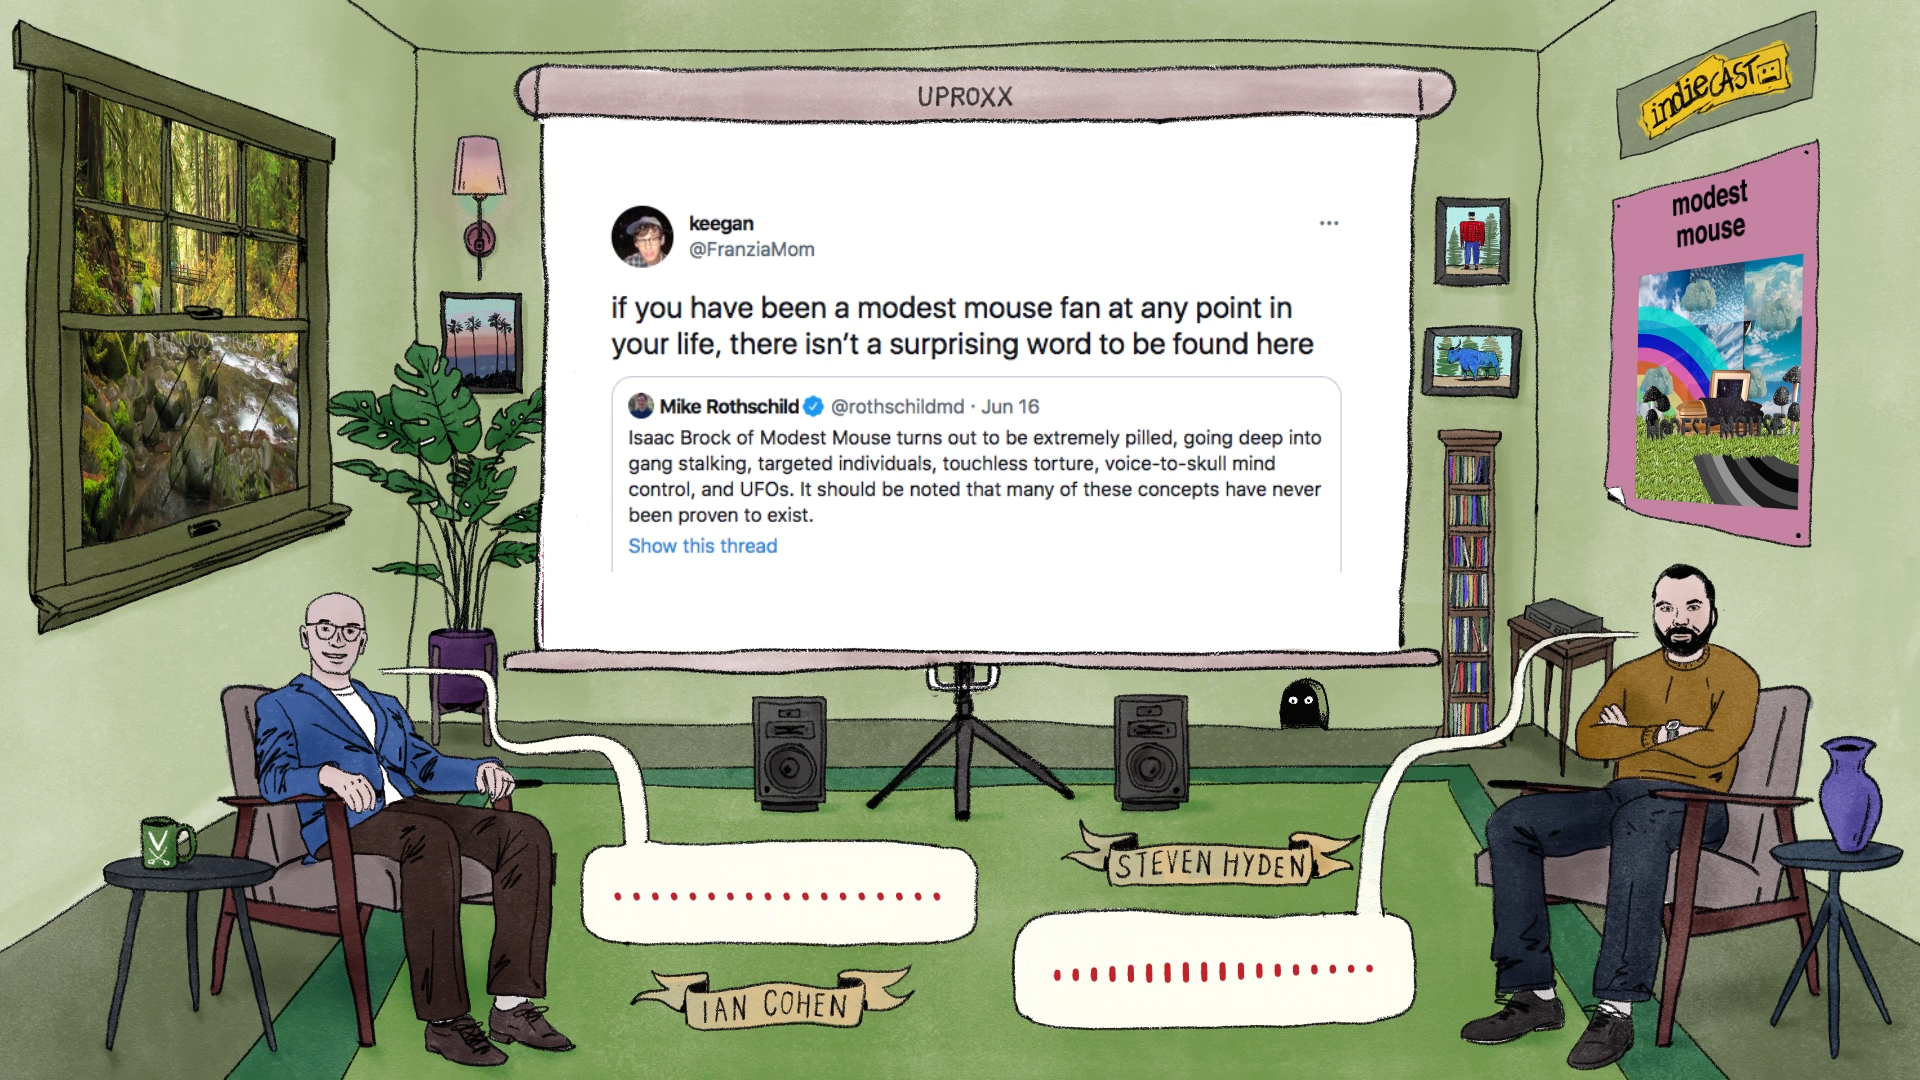 UPROXX
indiecast
modest
mouse
keegan
@FranziaMom
if you have been a modest mouse fan at any point in
your life, there isn't a surprising word to be found here
Mike Rothschild @rothschildmd · Jun 16
Isaac Brock of Modest Mouse turns out to be extremely pilled, going deep into
gang stalking, targeted individuals, touchless torture, voice-to-skull mind
control, and UFOs. It should be noted that many of these concepts have never
been proven to exist.
Show this thread
MODEST MOUSE
V
STEVEN HYDEN
IAN COHEN